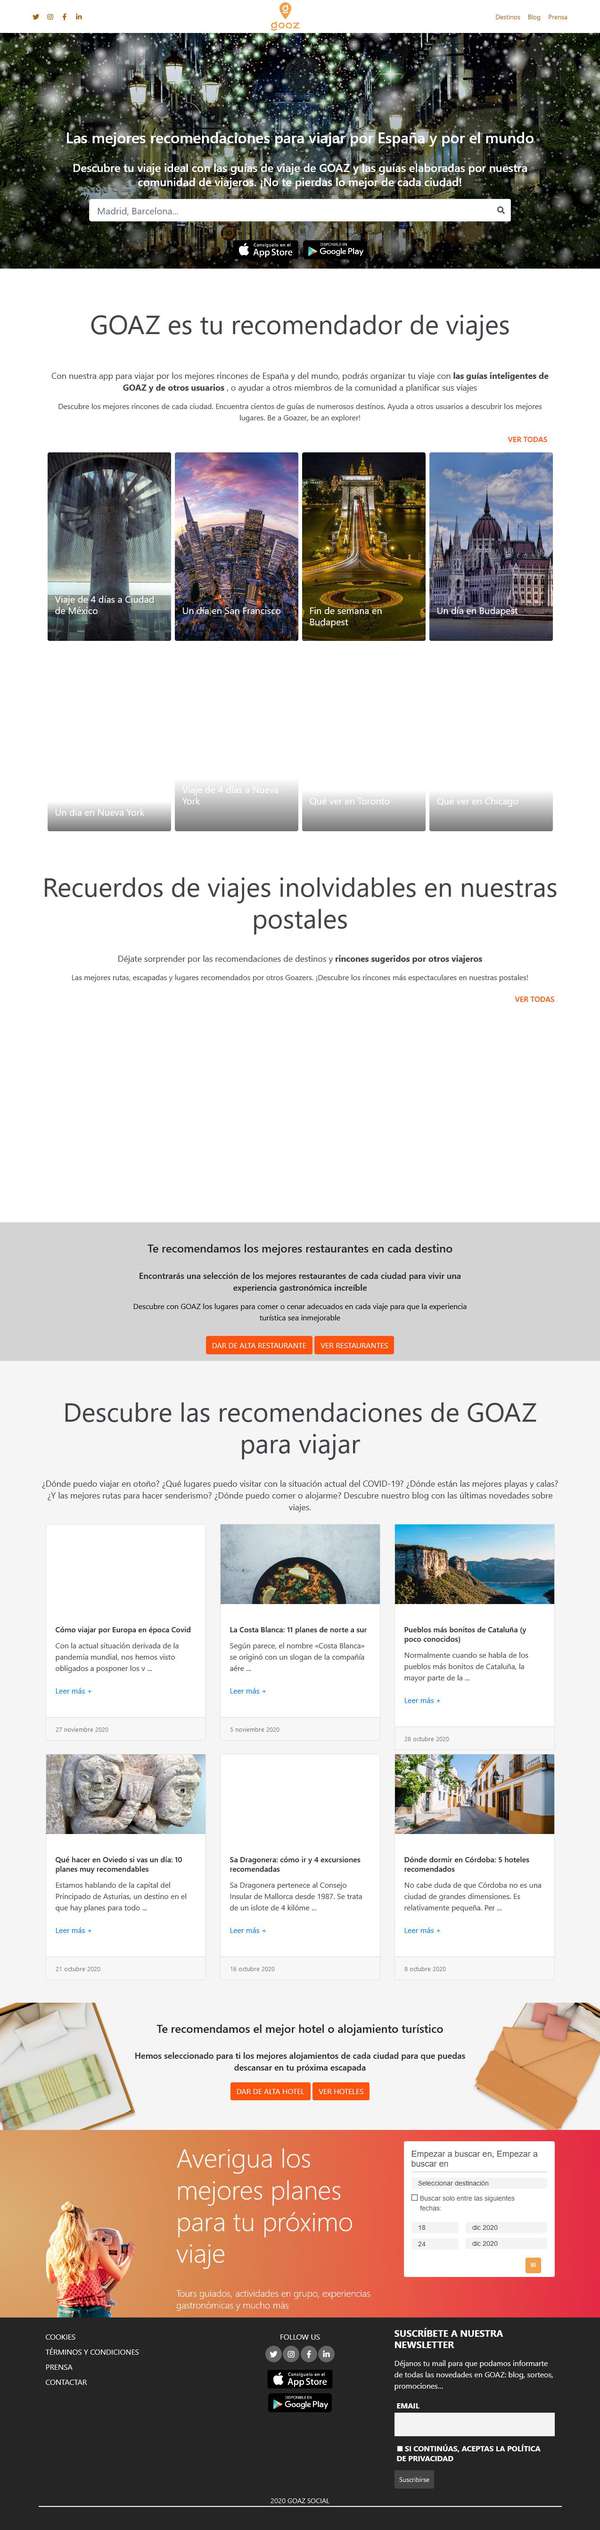 goaz
Destinos Blog Prensa
Las mejores recomendaciones para viajar por España y por el mundo
Descubre tu viaje ideal con las guías de viaje de GOAZ y las guías elaboradas por nuestra
comunidad de viajeros. ¡No te pierdas lo mejor de cada ciudad!
Madrid, Barcelona...
Consíguelo en el
App Store
DISPONIBLE EN
Google Play
GOAZ es tu recomendador de viajes
Con nuestra app para viajar por los mejores rincones de España y del mundo, podrás organizar tu viaje con las guías inteligentes de
GOAZ y de otros usuarios , o ayudar a otros miembros de la comunidad a planificar sus viajes
Descubre los mejores rincones de cada ciudad. Encuentra cientos de guías de numerosos destinos. Ayuda a otros usuarios a descubrir los mejores
lugares. Be a Goazer, be an explorer!
VER TODAS
Viaje de 4 días a Ciudad
de México
Un día en San Francisco
Fin de semana en
Budapest
Un día en Budapest
Un día en Nueva York
Viaje de 4 días a Nueva
York
Qué ver en Toronto
Qué ver en Chicago
Recuerdos de viajes inolvidables en nuestras
postales
Déjate sorprender por las recomendaciones de destinos y rincones sugeridos por otros viajeros
Las mejores rutas, escapadas y lugares recomendados por otros Goazers. ¡Descubre los rincones más espectaculares en nuestras postales!
VER TODAS
Te recomendamos los mejores restaurantes en cada destino
Encontrarás una selección de los mejores restaurantes de cada ciudad para vivir una
experiencia gastronómica increíble
Descubre con GOAZ los lugares para comer o cenar adecuados en cada viaje para que la experiencia
turística sea inmejorable
DAR DE ALTA RESTAURANTE
VER RESTAURANTES
Descubre las recomendaciones de GOAZ
para viajar
¿Dónde puedo viajar en otoño? ¿Qué lugares puedo visitar con la situación actual del COVID-19? ¿Dónde están las mejores playas y calas?
¿Y las mejores rutas para hacer senderismo? ¿Dónde puedo comer o alojarme? Descubre nuestro blog con las últimas novedades sobre
viajes.
Cómo viajar por Europa en época Covid
Con la actual situación derivada de la
pandemia mundial, nos hemos visto
obligados a posponer los v ...
Leer más +
27 noviembre 2020
La Costa Blanca: 11 planes de norte a sur
Según parece, el nombre «Costa Blanca»
se originó con un slogan de la compañía
aére ...
Leer más +
5 noviembre 2020
Pueblos más bonitos de Cataluña (y
poco conocidos)
Normalmente cuando se habla de los
pueblos más bonitos de Cataluña, la
mayor parte de la ...
Leer más +
28 octubre 2020
Qué hacer en Oviedo si vas un día: 10
planes muy recomendables
Estamos hablando de la capital del
Principado de Asturias, un destino en el
que hay planes para todo ...
Leer más +
21 octubre 2020
Sa Dragonera: cómo ir y 4 excursiones
recomendadas
Sa Dragonera pertenece al Consejo
Insular de Mallorca desde 1987. Se trata
de un islote de 4 kilóme ...
Leer más +
16 octubre 2020
Dónde dormir en Córdoba: 5 hoteles
recomendados
No cabe duda de que Córdoba no es una
ciudad de grandes dimensiones. Es
relativamente pequeña. Per ...
Leer más +
8 octubre 2020
Te recomendamos el mejor hotel o alojamiento turístico
Hemos seleccionado para ti los mejores alojamientos de cada ciudad para que puedas
descansar en tu próxima escapada
DAR DE ALTA HOTEL
VER HOTELES
Averigua los
mejores planes
para tu próximo
viaje
Tours guiados, actividades en grupo, experiencias
gastronómicas y mucho más
Empezar a buscar en, Empezar a
buscar en
Seleccionar destinación
Buscar solo entre las siguientes
fechas:
18 dic 2020
24 dic 2020
COOKIES
TÉRMINOS Y CONDICIONES
PRENSA
CONTACTAR
FOLLOW US
Consíguelo en el
App Store
DISPONIBLE EN
Google Play
SUSCRÍBETE A NUESTRA
NEWSLETTER
Déjanos tu mail para que podamos informarte
de todas las novedades en GOAZ: blog, sorteos,
promociones...
EMAIL
SI CONTINÚAS, ACEPTAS LA POLÍTICA
DE PRIVACIDAD
Suscribirse
2020 GOAZ SOCIAL